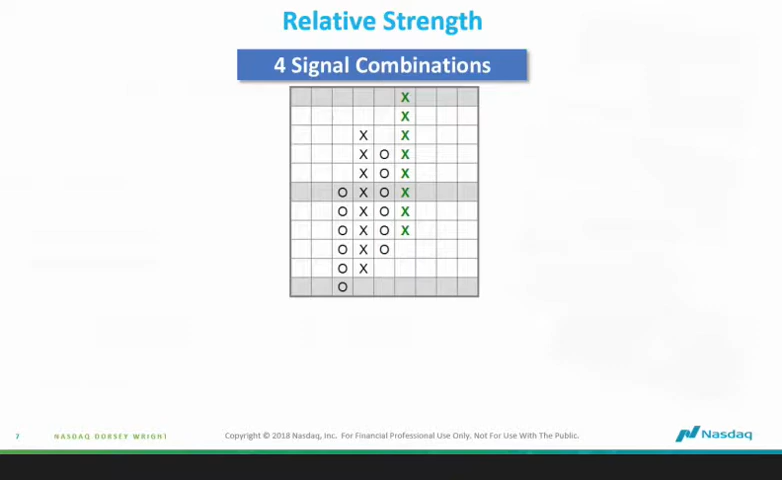 Relative Strength
4 Signal Combinations
X
X
X X
X O X
X O X
O X O X
O X O X
O X O X
O X O
O X
O
7 NASDAQ DORSEY WRIGHT Copyright © 2018 Nasdaq, Inc. For Financial Professional Use Only. Not For Use With The Public. Nasdaq